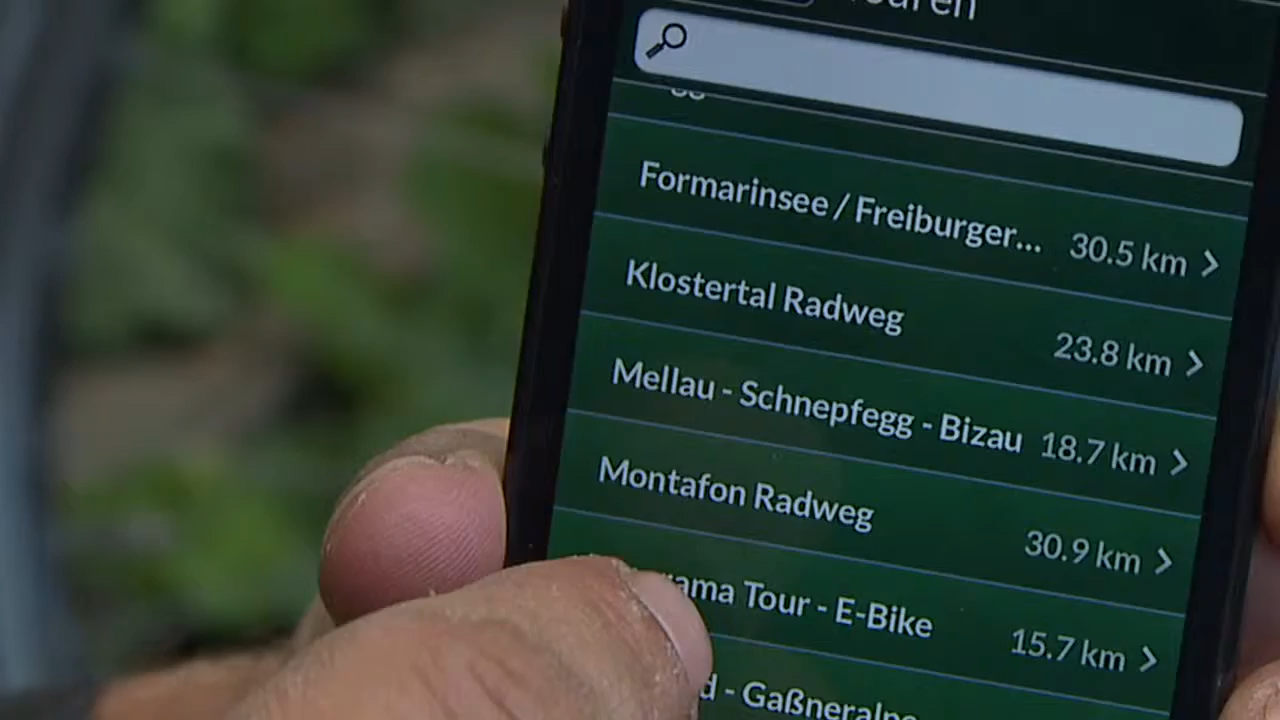 Touren
Formarinsee / Freiburger... 30.5 km
Klostertal Radweg 23.8 km
Mellau - Schnepfegg - Bizau 18.7 km
Montafon Radweg 30.9 km
Tour - E-Bike 15.7 km